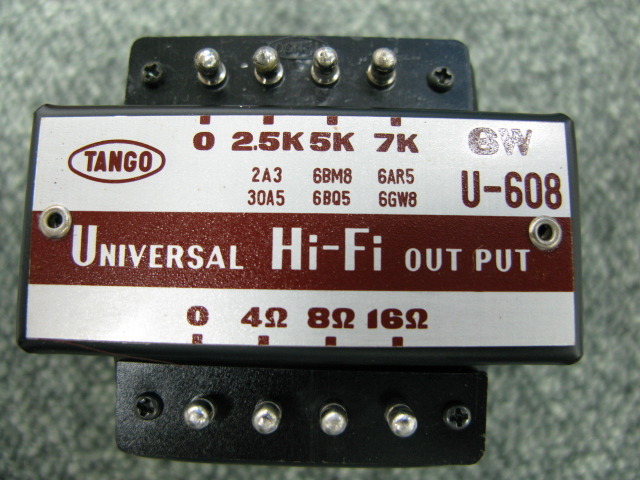 TANGO
0 2.5K 5K 7K 8W
2A3 6BM8 6AR5 U-608
30A5 6BQ5 6GW8
UNIVERSAL Hi-Fi OUT PUT
0 4Ω 8Ω 16Ω